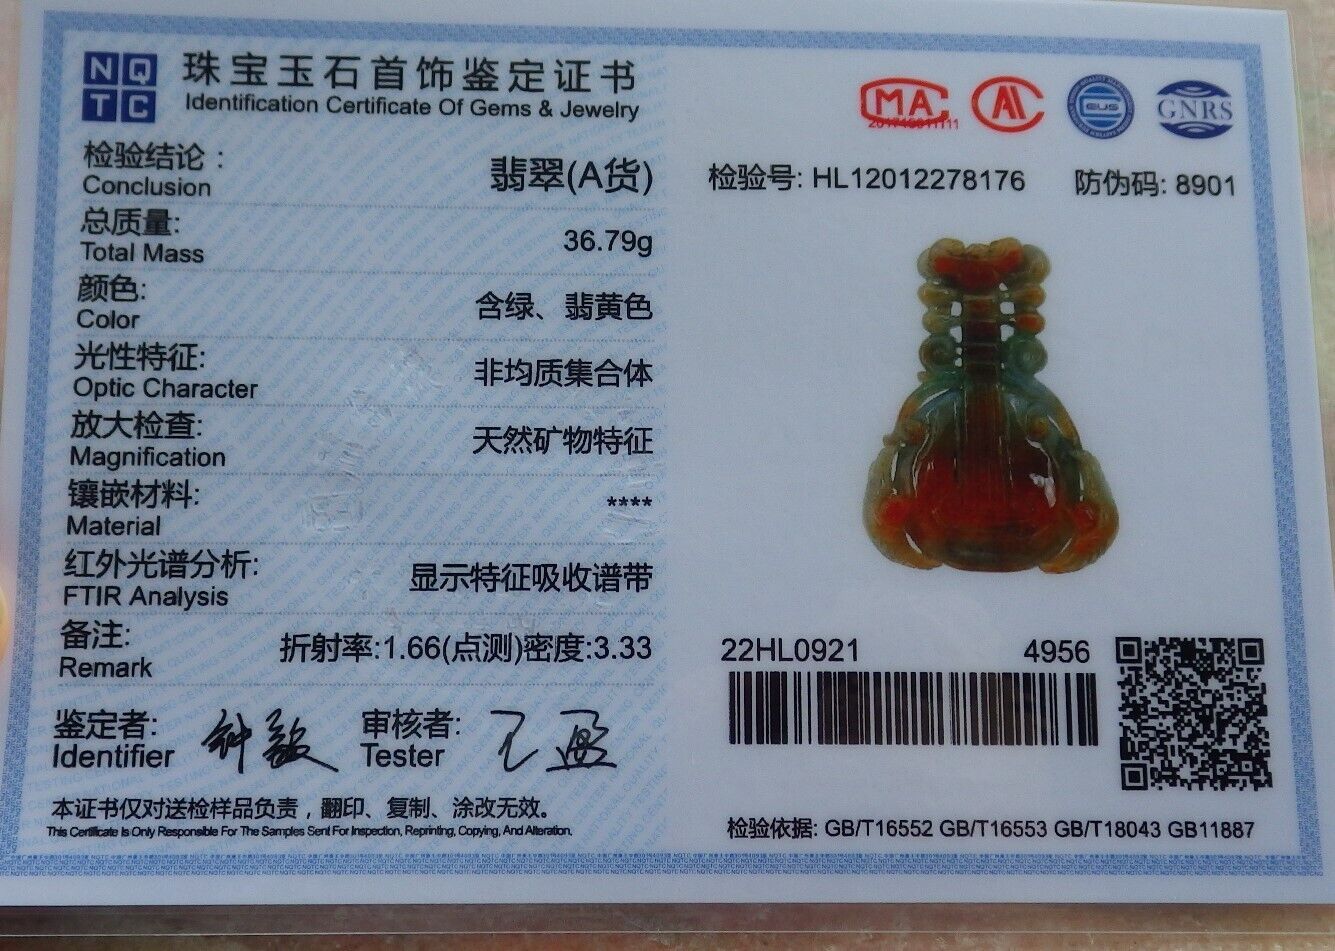 NQ
TC
珠宝玉石首饰鉴定证书
Identification Certificate Of Gems & Jewelry
检验结论：
Conclusion
翡翠(A货)
总质量:
Total Mass
36.79g
颜色:
Color
含绿、翡黄色
光性特征:
Optic Character
非均质集合体
放大检查:
Magnification
天然矿物特征
镶嵌材料:
Material
****
红外光谱分析:
FTIR Analysis
显示特征吸收谱带
备注:
Remark
折射率:1.66(点测)密度:3.33
鉴定者:
Identifier
审核者:
Tester
本证书仅对送检样品负责，翻印、复制、涂改无效。
This Certificate Is Only Responsible For The Samples Sent For Inspection, Reprinting, Copying, And Alteration.
MA
GNRS
检验号: HL12012278176
防伪码: 8901
22HL0921
4956
检验依据: GB/T16552 GB/T16553 GB/T18043 GB11887